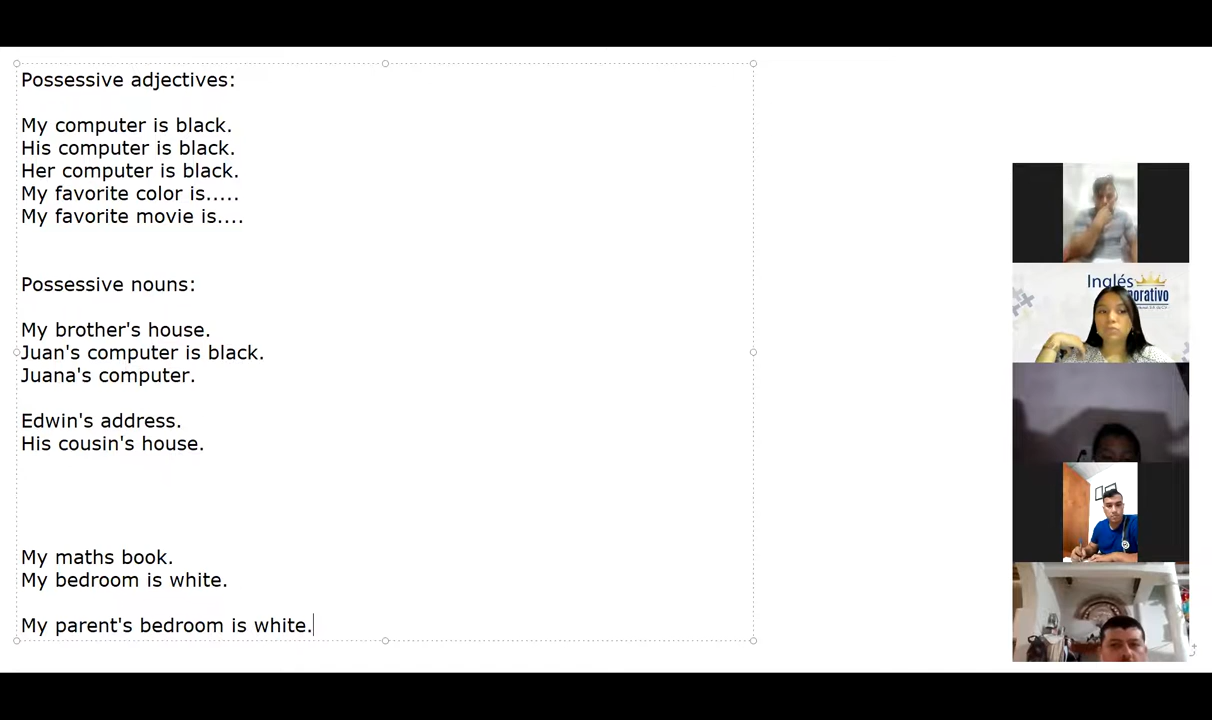 Possessive adjectives:
My computer is black.
His computer is black.
Her computer is black.
My favorite color is.....
My favorite movie is....
Possessive nouns:
My brother's house.
Juan's computer is black.
Juana's computer.
Edwin's address.
His cousin's house.
My maths book.
My bedroom is white.
My parent's bedroom is white.
Inglés
orativo